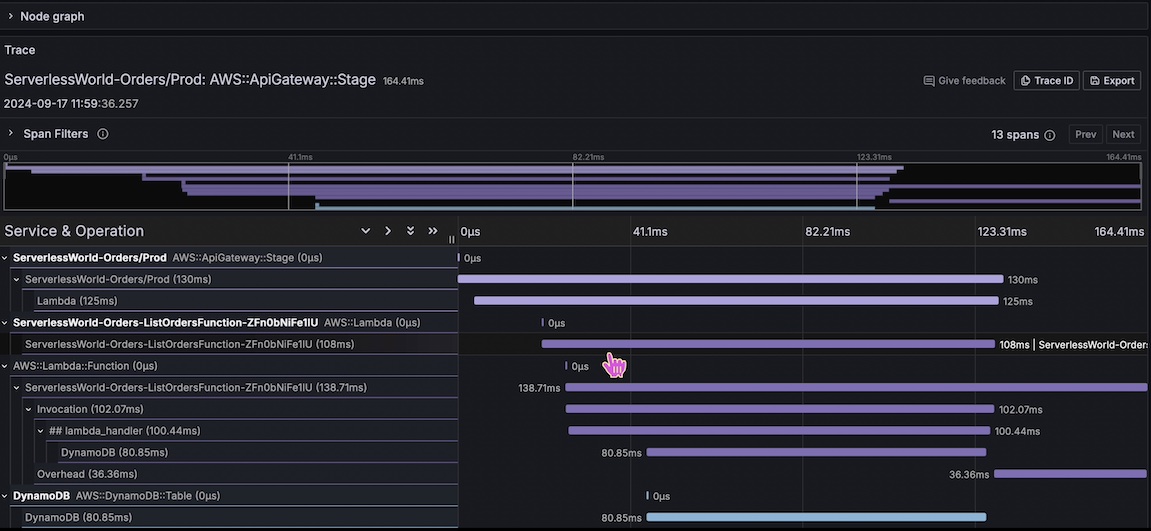 Node graph
Trace
ServerlessWorld-Orders/Prod: AWS::ApiGateway::Stage 164.41ms
Give feedback Trace ID Export
2024-09-17 11:59:36.257
Span Filters
13 spans Prev Next
0μs 41.1ms 82.21ms 123.31ms 164.41ms
Service & Operation 0μs 41.1ms 82.21ms 123.31ms 164.41ms
ServerlessWorld-Orders/Prod AWS::ApiGateway::Stage (0μs) 0μs
ServerlessWorld-Orders/Prod (130ms) 130ms
Lambda (125ms) 125ms
ServerlessWorld-Orders-ListOrdersFunction-ZFn0bNiFe1IU AWS::Lambda (0μs) 0μs
ServerlessWorld-Orders-ListOrdersFunction-ZFn0bNiFe1IU (108ms) 108ms | ServerlessWorld-Orders
AWS::Lambda::Function (0μs) 0μs
ServerlessWorld-Orders-ListOrdersFunction-ZFn0bNiFe1IU (138.71ms) 138.71ms
Invocation (102.07ms) 102.07ms
## lambda_handler (100.44ms) 100.44ms
DynamoDB (80.85ms) 80.85ms
Overhead (36.36ms) 36.36ms
DynamoDB AWS::DynamoDB::Table (0μs) 0μs
DynamoDB (80.85ms) 80.85ms